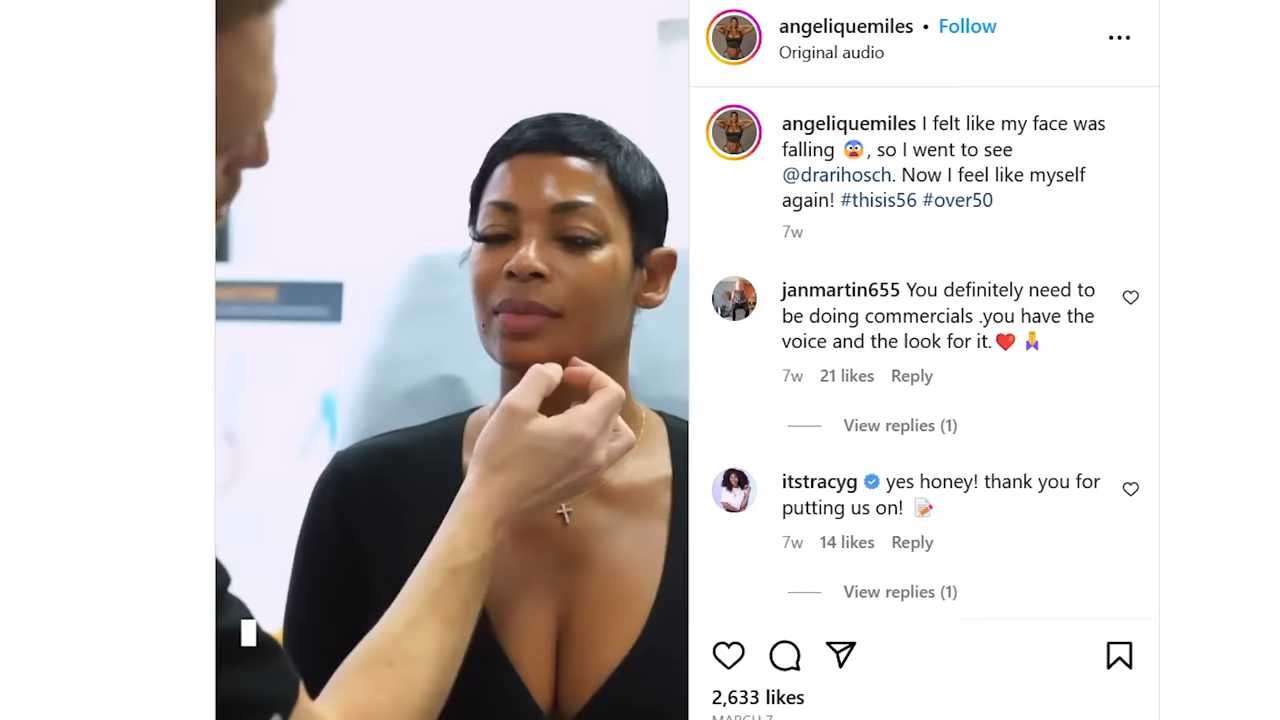 angeliquemiles • Follow
Original audio
angeliquemiles I felt like my face was
falling 😨, so I went to see
@drarihosch. Now I feel like myself
again! #thisis56 #over50
7w
janmartin655 You definitely need to
be doing commercials .you have the
voice and the look for it.❤️ 🙏
7w 21 likes Reply
View replies (1)
itstracyg yes honey! thank you for
putting us on! 📝
7w 14 likes Reply
View replies (1)
2,633 likes
MARCH 7